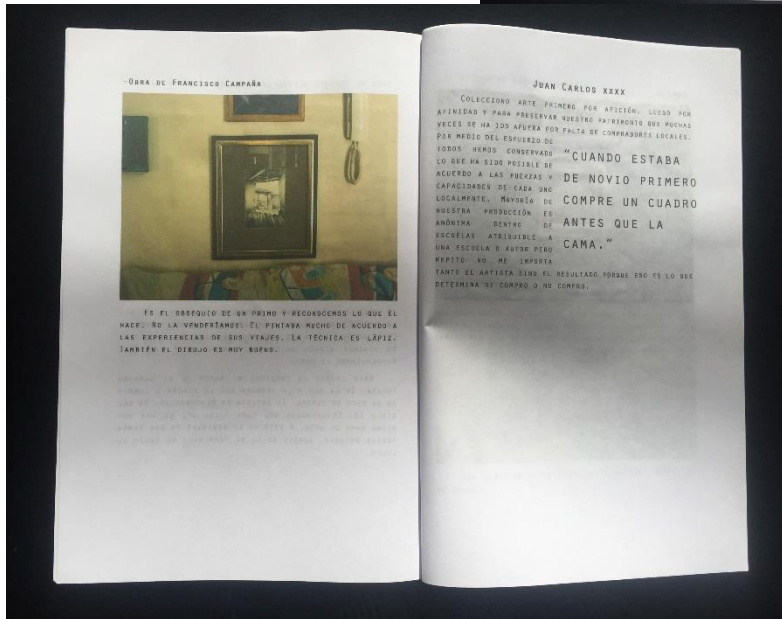 -Obra de Francisco Campaña
Es el obsequio de un primo y reconocemos lo que él
hace. No la venderíamos. El pintaba mucho de acuerdo a
las experiencias de sus viajes. La técnica es lápiz.
También el dibujo es muy bueno.
Juan Carlos xxxx
Colecciono arte primero por afición, luego por
afinidad y para preservar nuestro patrimonio que muchas
veces se ha ido afuera por falta de compradores locales.
Por medio del esfuerzo de
todos hemos conservado
lo que ha sido posible de
acuerdo a las fuerzas y
capacidades de cada uno
localmente. Mayoría de
nuestra producción es
anónima dentro de
escuelas atribuible a
una escuela o autor pero
repito no me importa
tanto el artista sino el resultado porque eso es lo que
determina si compro o no compro.
“Cuando estaba
de novio primero
compre un cuadro
antes que la
cama.”